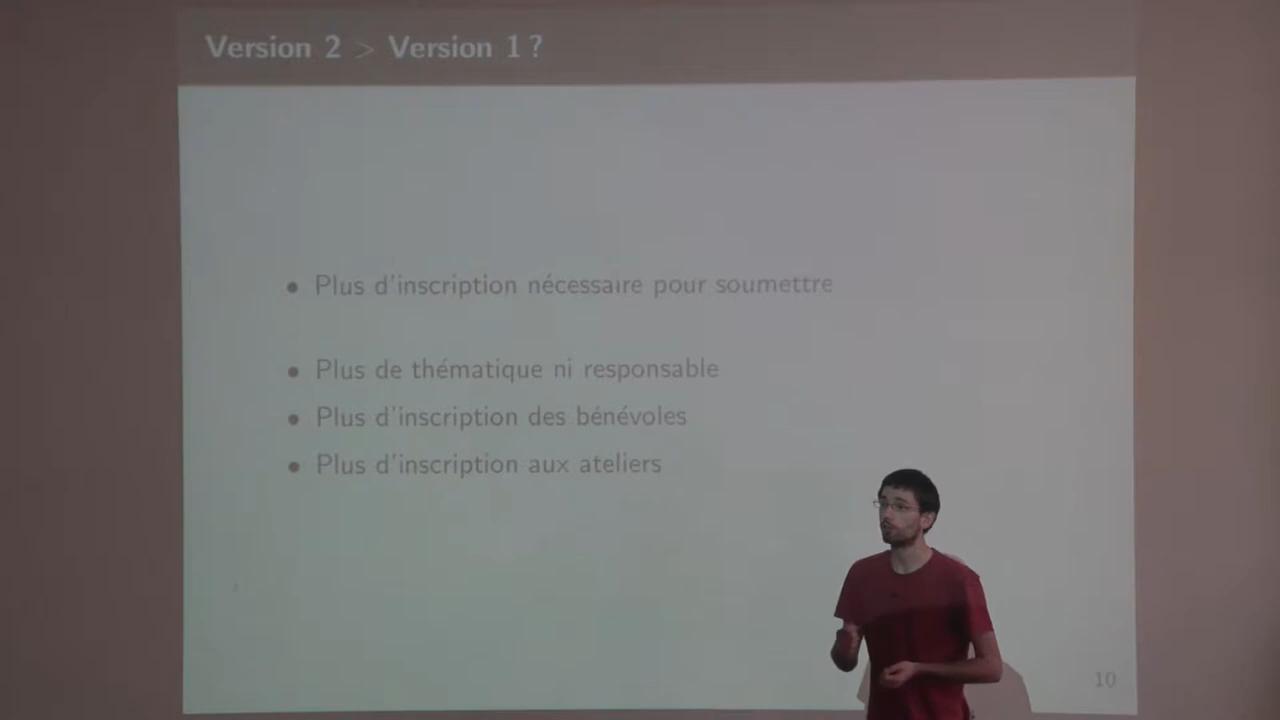 Version 2 > Version 1 ?
• Plus d'inscription nécessaire pour soumettre
• Plus de thématique ni responsable
• Plus d'inscription des bénévoles
• Plus d'inscription aux ateliers
10